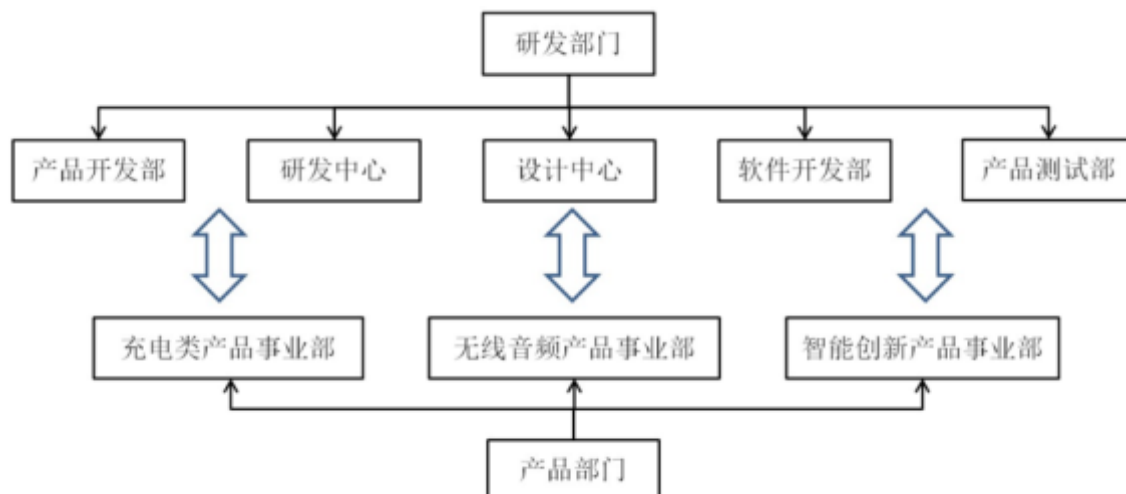 研发部门
产品开发部
研发中心
设计中心
软件开发部
产品测试部
充电类产品事业部
无线音频产品事业部
智能创新产品事业部
产品部门